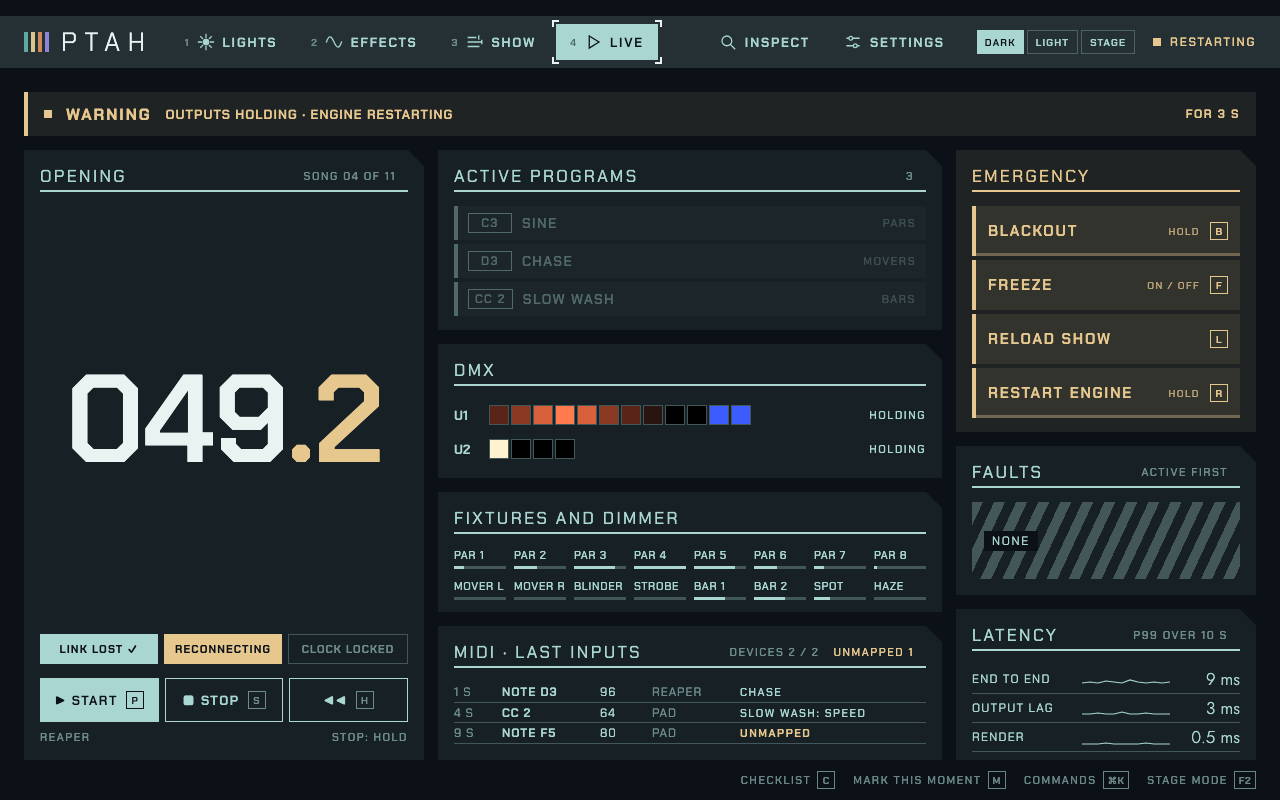 PTAH
1 LIGHTS
2 EFFECTS
3 SHOW
4 LIVE
INSPECT
SETTINGS
DARK LIGHT STAGE
RESTARTING
WARNING OUTPUTS HOLDING · ENGINE RESTARTING FOR 3 S
OPENING SONG 04 OF 11
049.2
LINK LOST ✓ RECONNECTING CLOCK LOCKED
START P STOP S H
REAPER STOP: HOLD
ACTIVE PROGRAMS 3
C3 SINE PARS
D3 CHASE MOVERS
CC 2 SLOW WASH BARS
DMX
U1 HOLDING
U2 HOLDING
FIXTURES AND DIMMER
PAR 1 PAR 2 PAR 3 PAR 4 PAR 5 PAR 6 PAR 7 PAR 8
MOVER L MOVER R BLINDER STROBE BAR 1 BAR 2 SPOT HAZE
MIDI · LAST INPUTS DEVICES 2 / 2 UNMAPPED 1
1 S NOTE D3 96 REAPER CHASE
4 S CC 2 64 PAD SLOW WASH: SPEED
9 S NOTE F5 80 PAD UNMAPPED
EMERGENCY
BLACKOUT HOLD B
FREEZE ON / OFF F
RELOAD SHOW L
RESTART ENGINE HOLD R
FAULTS ACTIVE FIRST
NONE
LATENCY P99 OVER 10 S
END TO END 9 ms
OUTPUT LAG 3 ms
RENDER 0.5 ms
CHECKLIST C MARK THIS MOMENT M COMMANDS ⌘K STAGE MODE F2